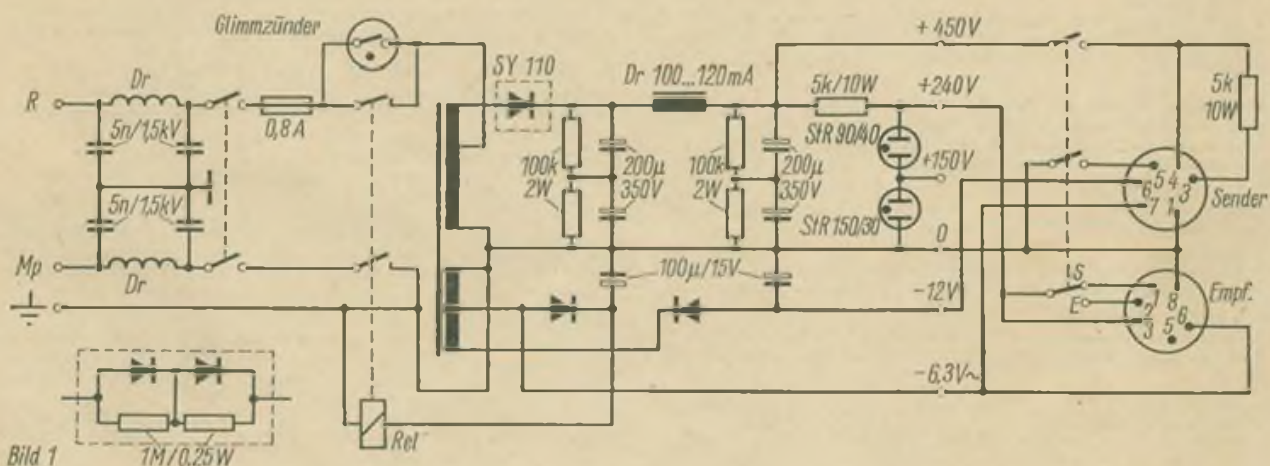 Glimmzünder
R
Dr
5n/1,5kV
0,8A
5n/1,5kV
Mp
Dr
SY 110
Dr 100...120mA
100k
2W
200µ
350V
100k
2W
200µ
350V
5k/10W
StR 90/40
StR 150/30
100µ/15V
+450V
+240V
+150V
0
-12V
-6,3V~
5k
10W
5 4
6 3
7 1
Sender
S
E
1 8
2 6
3 5
Empf.
Rel
1M/0,25W
Bild 1